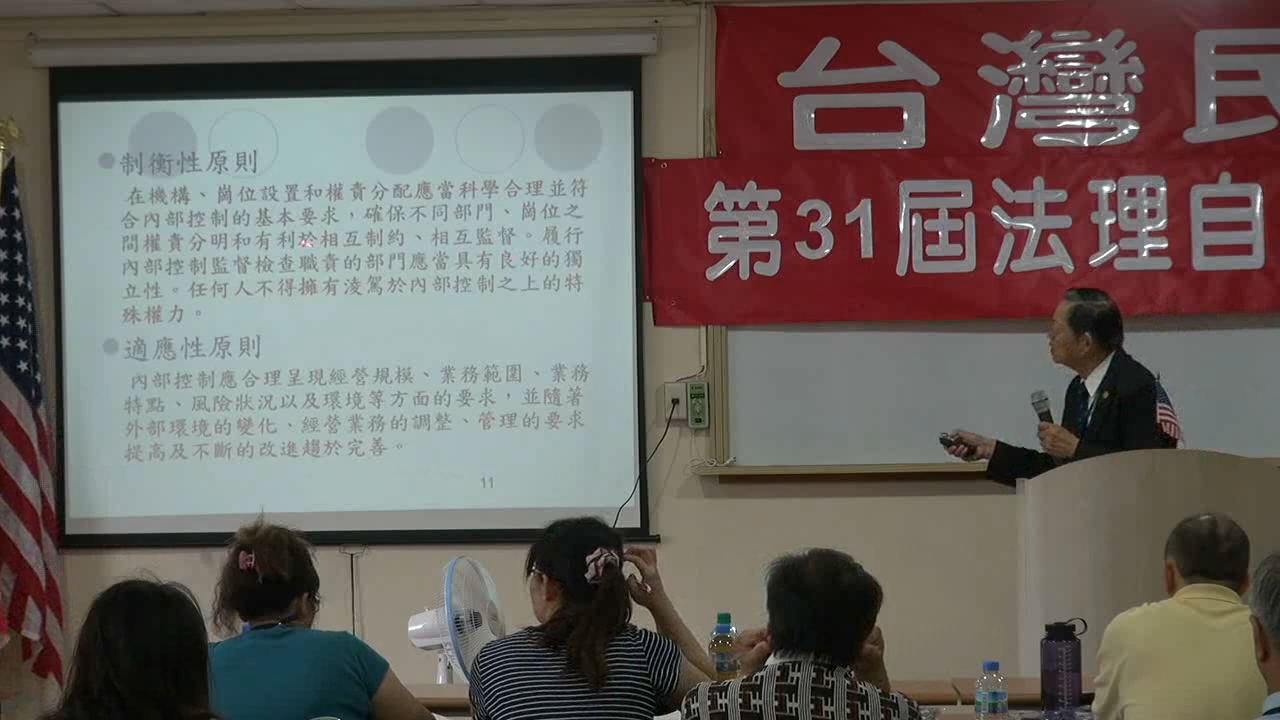 制衡性原則
在機構、崗位設置和權責分配應當科學合理並符
合內部控制的基本要求，確保不同部門、崗位之
間權責分明和有利於相互制約、相互監督。履行
內部控制監督檢查職責的部門應當具有良好的獨
立性。任何人不得擁有淩駕於內部控制之上的特
殊權力。
適應性原則
內部控制應合理呈現經營規模、業務範圍、業務
特點、風險狀況以及環境等方面的要求，並隨著
外部環境的變化、經營業務的調整、管理的要求
提高及不斷的改進趨於完善。
11
台灣民
第31屆法理自